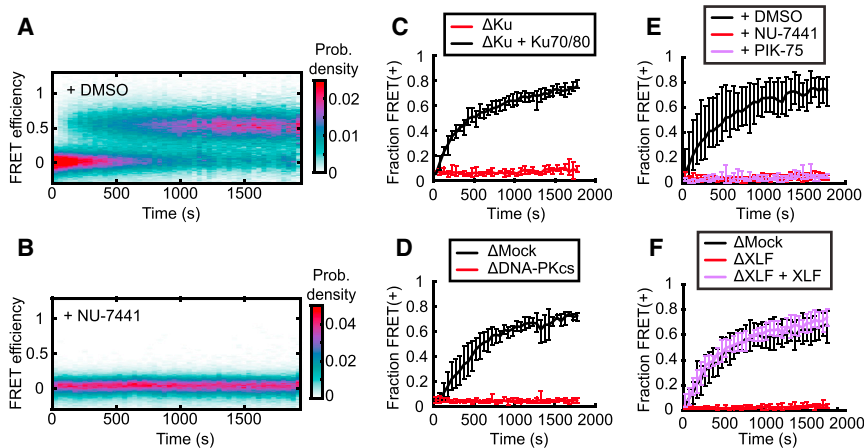 A
+ DMSO
FRET efficiency
1
0.5
0
0 500 1000 1500
Time (s)
Prob.
density
0.02
0.01
0
B
+ NU-7441
FRET efficiency
1
0.5
0
0 500 1000 1500
Time (s)
Prob.
density
0.04
0.02
0
C
ΔKu
ΔKu + Ku70/80
Fraction FRET(+)
1
0.8
0.6
0.4
0.2
0
0 500 1000 1500 2000
Time (s)
D
ΔMock
ΔDNA-PKcs
Fraction FRET(+)
1
0.8
0.6
0.4
0.2
0
0 500 1000 1500 2000
Time (s)
E
+ DMSO
+ NU-7441
+ PIK-75
Fraction FRET(+)
1
0.8
0.6
0.4
0.2
0
0 500 1000 1500 2000
Time (s)
F
ΔMock
ΔXLF
ΔXLF + XLF
Fraction FRET(+)
1
0.8
0.6
0.4
0.2
0
0 500 1000 1500 2000
Time (s)